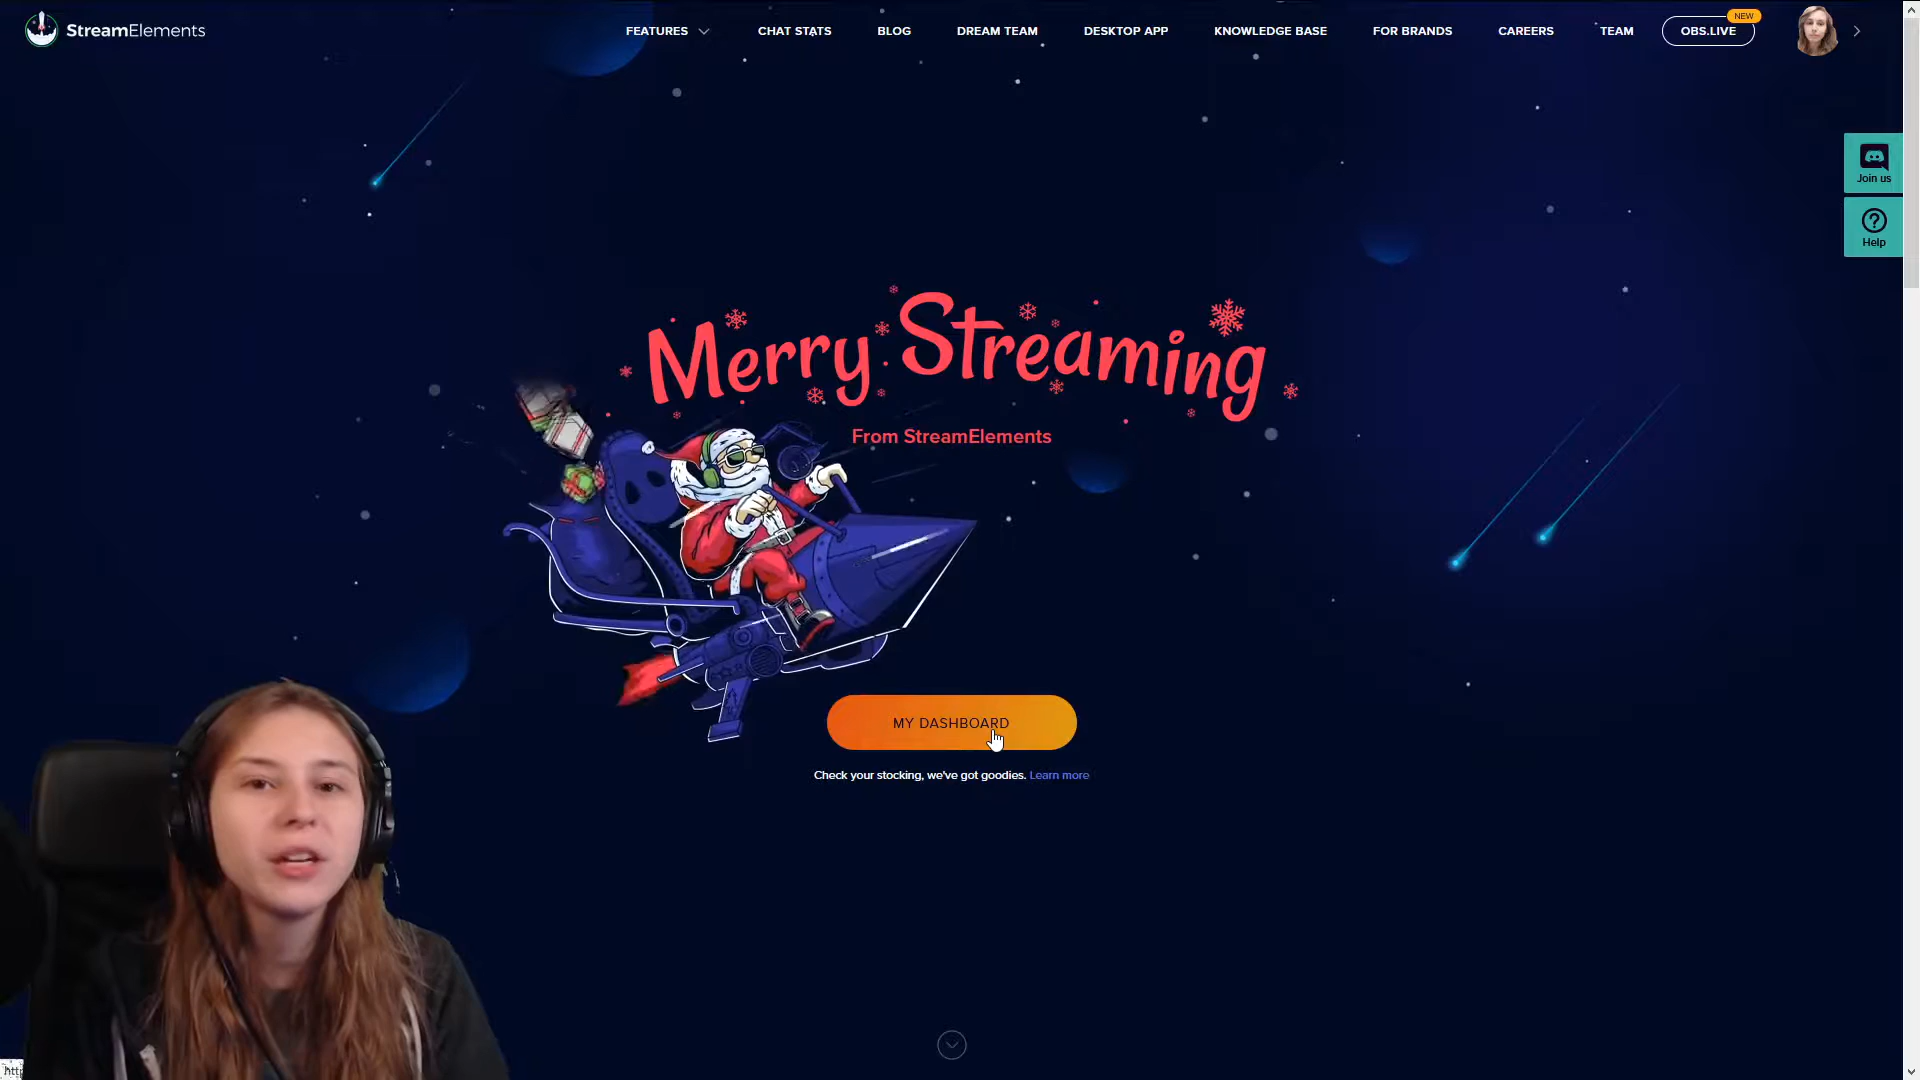 StreamElements
FEATURES
CHAT STATS
BLOG
DREAM TEAM
DESKTOP APP
KNOWLEDGE BASE
FOR BRANDS
CAREERS
TEAM
NEW
OBS.LIVE
Join us
Help
Merry Streaming
From StreamElements
MY DASHBOARD
Check your stocking, we've got goodies. Learn more